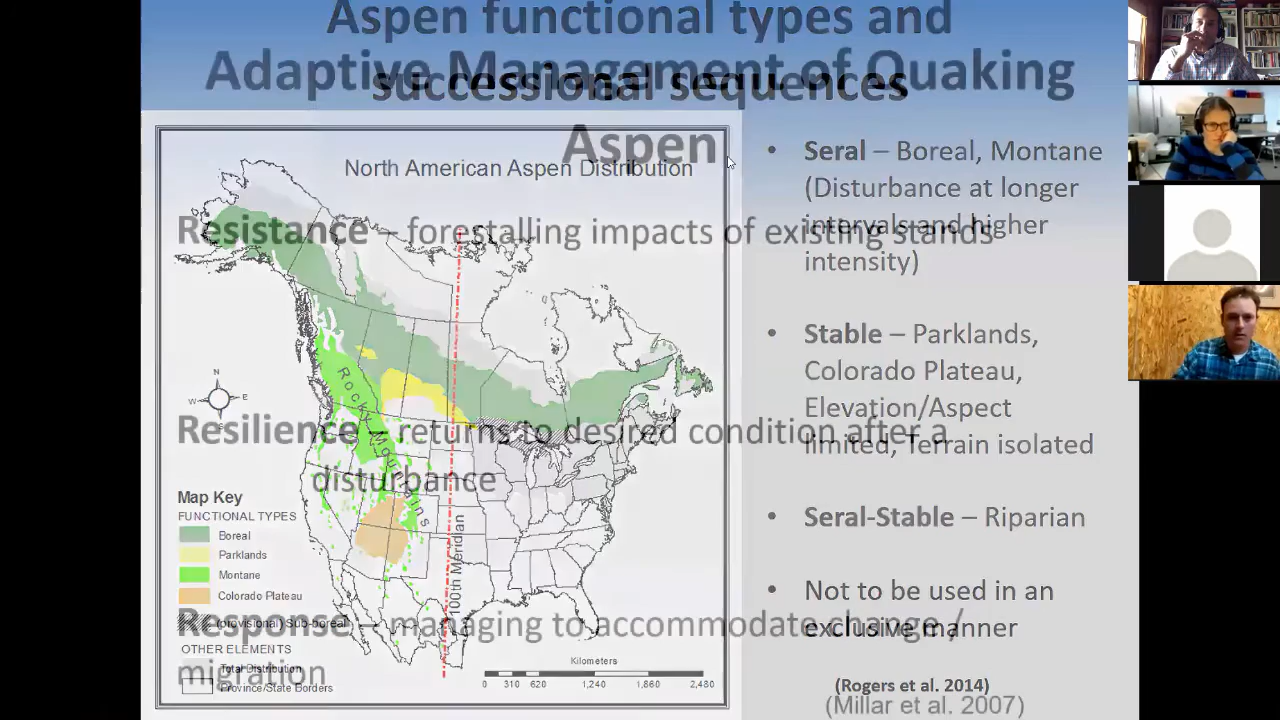 Aspen functional types and
successional sequences
Adaptive Management of Quaking
Aspen
North American Aspen Distribution
N
W
E
Rocky Mountains
100th Meridian
Map Key
FUNCTIONAL TYPES
Boreal
Parklands
Montane
Colorado Plateau
(provisional) Sub-boreal
OTHER ELEMENTS
Total Distribution
Province/State Borders
Kilometers
0 310 620 1,240 1,860 2,480
• Seral – Boreal, Montane
(Disturbance at longer
intervals and higher
intensity)
• Stable – Parklands,
Colorado Plateau,
Elevation/Aspect
limited, Terrain isolated
• Seral-Stable – Riparian
• Not to be used in an
exclusive manner
(Rogers et al. 2014)
Resistance – forestalling impacts of existing stands
Resilience – returns to desired condition after a
disturbance
Response – managing to accommodate change /
migration
(Millar et al. 2007)